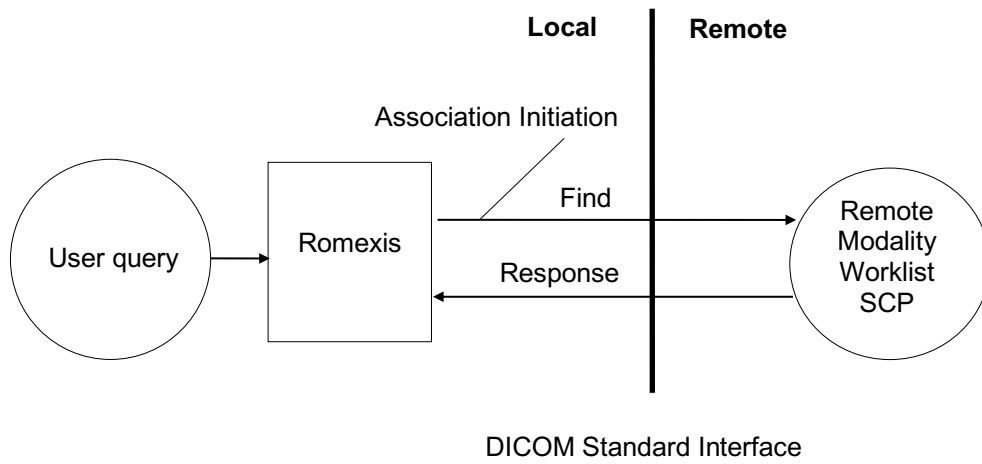 Local
Remote
Association Initiation
Find
User query
Romexis
Response
Remote
Modality
Worklist
SCP
DICOM Standard Interface